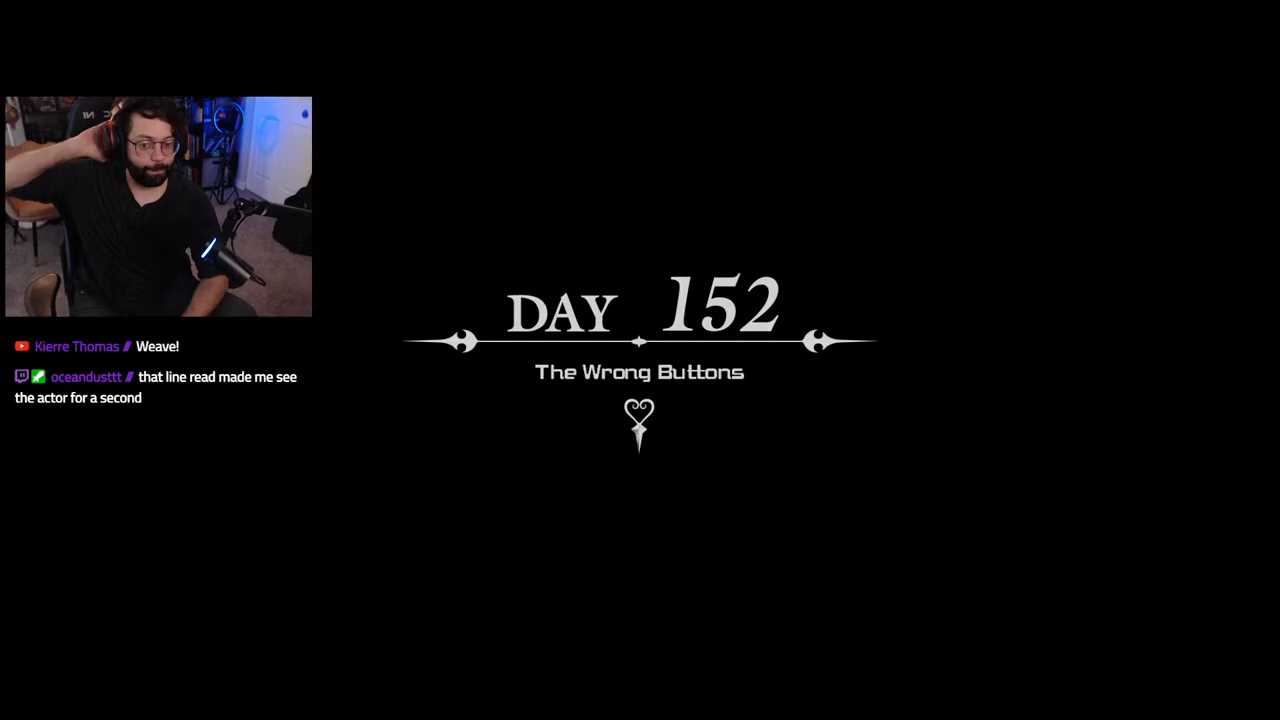 DAY 152
The Wrong Buttons
Kierre Thomas // Weave!
oceandusttt // that line read made me see
the actor for a second